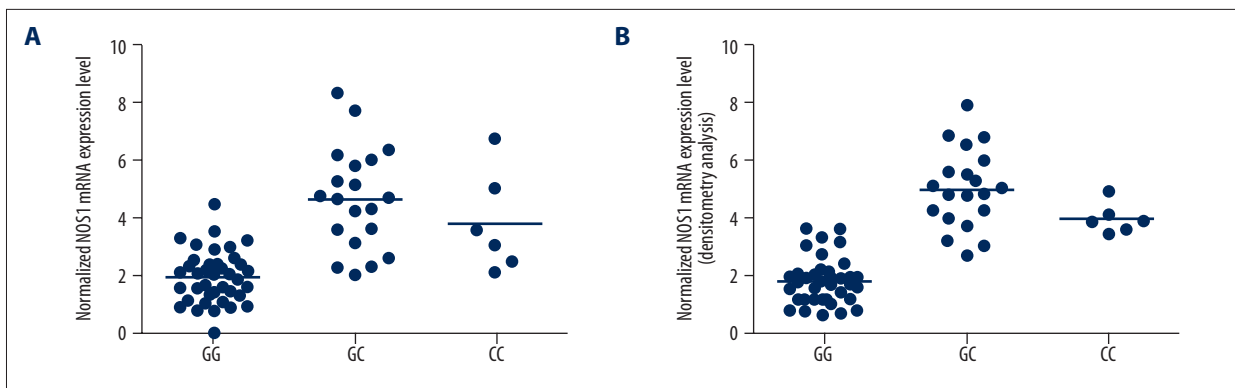 A
Normalized NOS1 mRNA expression level
10
8
6
4
2
0
GG
GC
CC
B
Normalized NOS1 mRNA expression level
(densitometry analysis)
10
8
6
4
2
0
GG
GC
CC